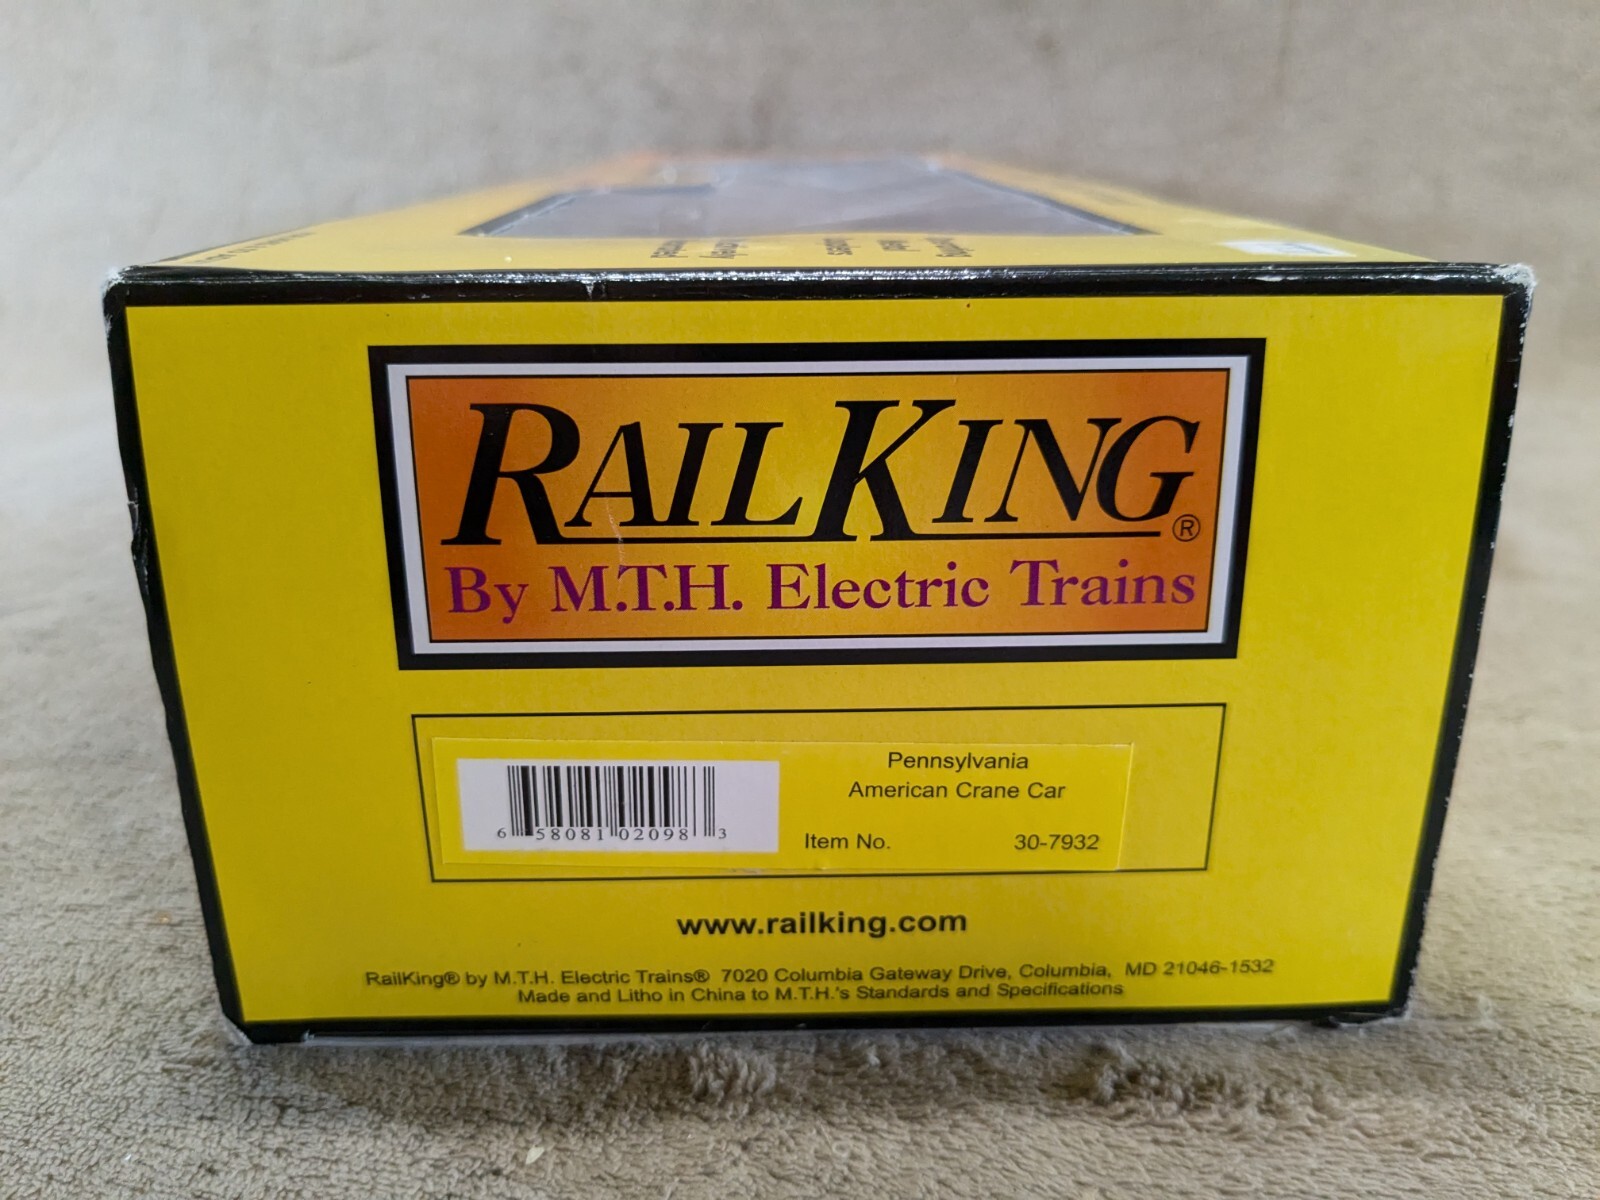 RAILKING®
By M.T.H. Electric Trains
Pennsylvania
American Crane Car
6 58081 02098 3
Item No. 30-7932
www.railking.com
RailKing® by M.T.H. Electric Trains® 7020 Columbia Gateway Drive, Columbia, MD 21046-1532
Made and Litho in China to M.T.H.'s Standards and Specifications